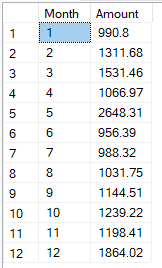 Month Amount
1 1 990.8
2 2 1311.68
3 3 1531.46
4 4 1066.97
5 5 2648.31
6 6 956.39
7 7 988.32
8 8 1031.75
9 9 1144.51
10 10 1239.22
11 11 1198.41
12 12 1864.02